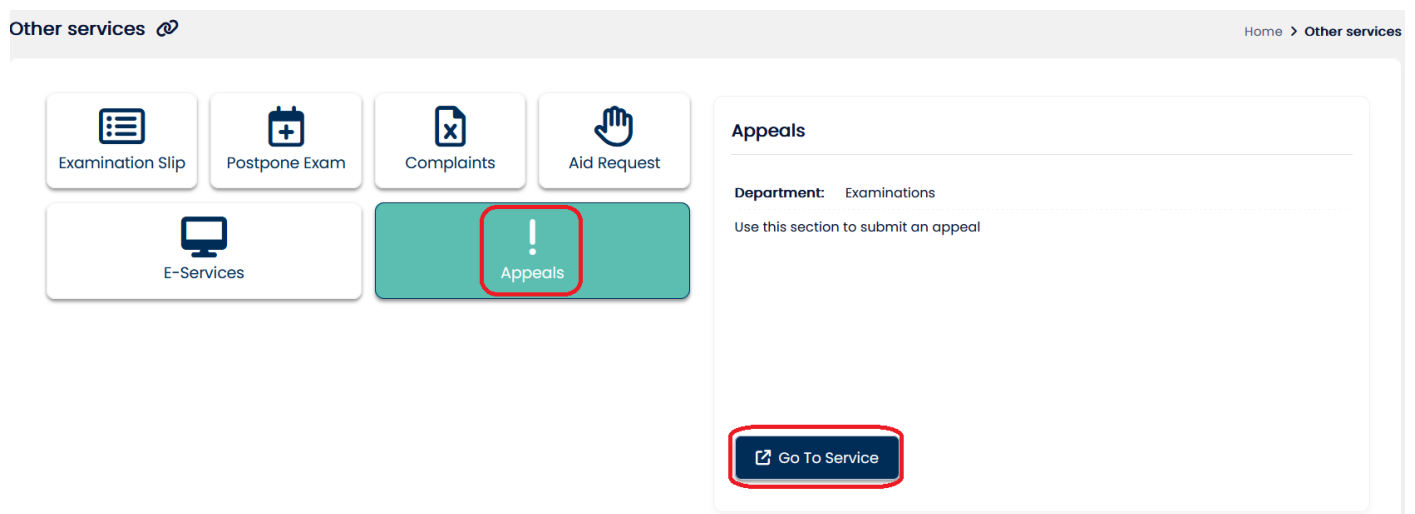 Other services
Home > Other services
Examination Slip
Postpone Exam
Complaints
Aid Request
E-Services
Appeals
Appeals
Department: Examinations
Use this section to submit an appeal
Go To Service